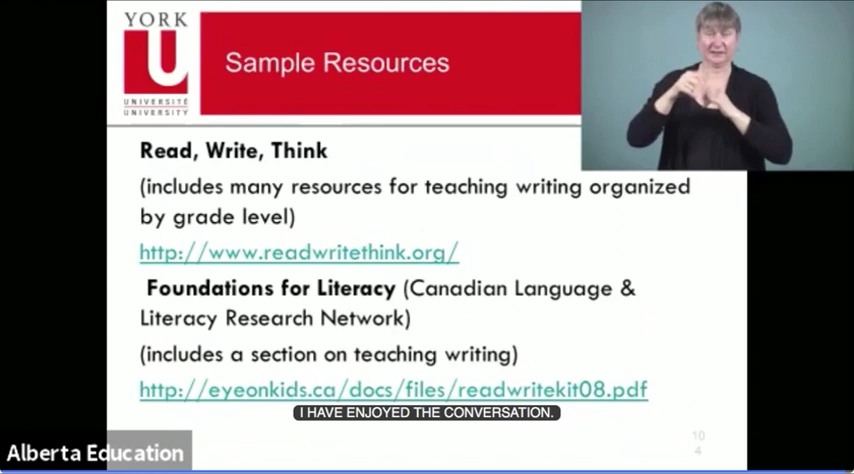 YORK
U
UNIVERSITÉ
UNIVERSITY
Sample Resources
Read, Write, Think
(includes many resources for teaching writing organized
by grade level)
http://www.readwritethink.org/
Foundations for Literacy (Canadian Language &
Literacy Research Network)
(includes a section on teaching writing)
http://eyeonkids.ca/docs/files/readwritekit08.pdf
I HAVE ENJOYED THE CONVERSATION.
10
4
Alberta Education